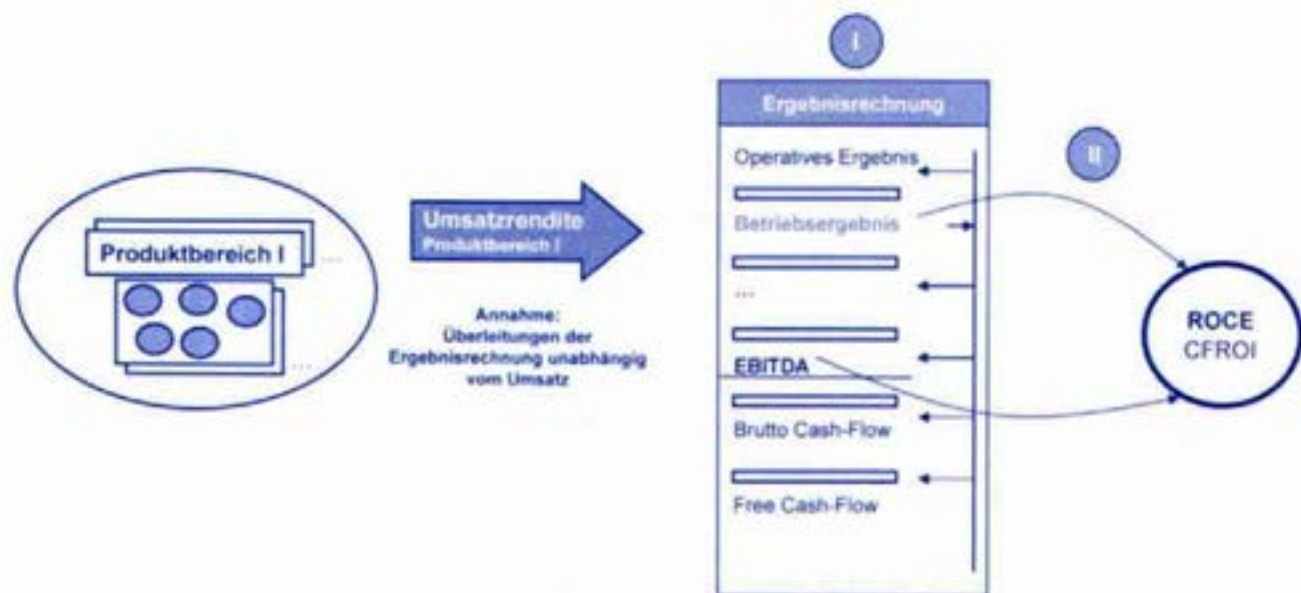 Produktbereich I
...
...
Umsatzrendite
Produktbereich I
Annahme:
Überleitungen der
Ergebnisrechnung unabhängig
vom Umsatz
I
Ergebnisrechnung
Operatives Ergebnis
Betriebsergebnis
...
EBITDA
Brutto Cash-Flow
Free Cash-Flow
II
ROCE
CFROI